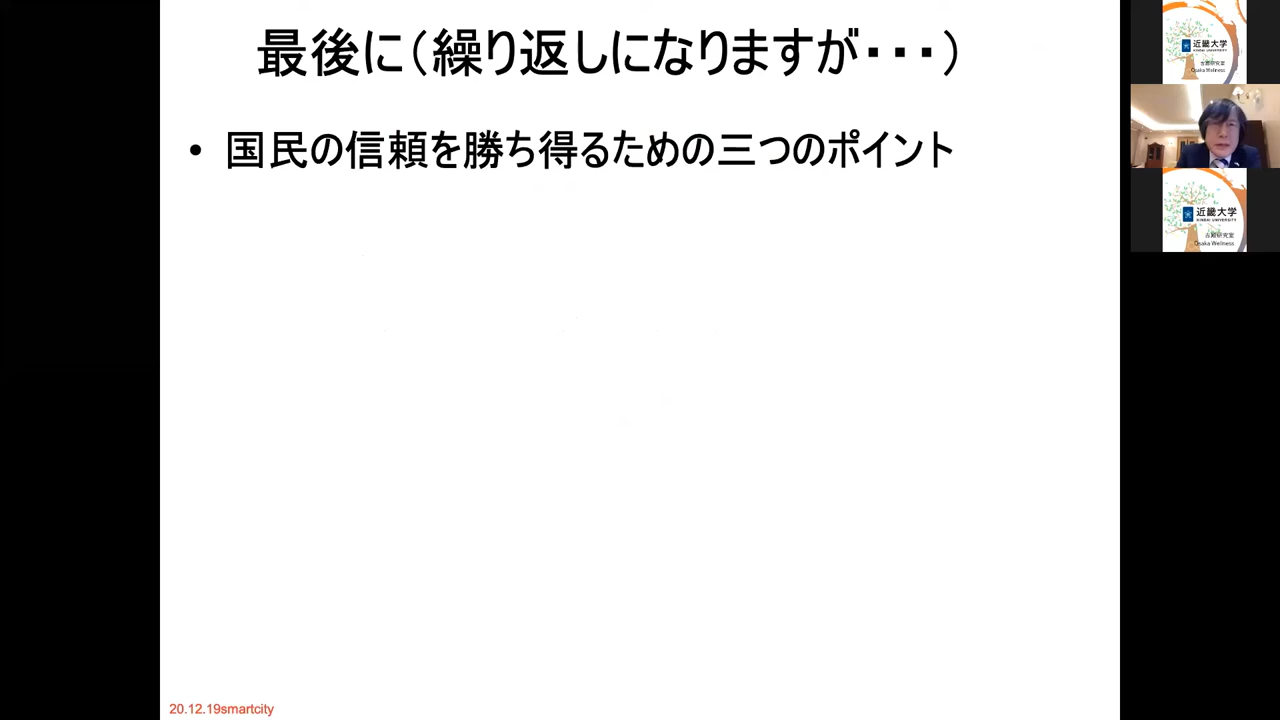 最後に(繰り返しになりますが・・・)
• 国民の信頼を勝ち得るための三つのポイント
20.12.19smartcity
近畿大学
KINDAI UNIVERSITY
Osaka Welness
近畿大学
KINDAI UNIVERSITY
Osaka Welness